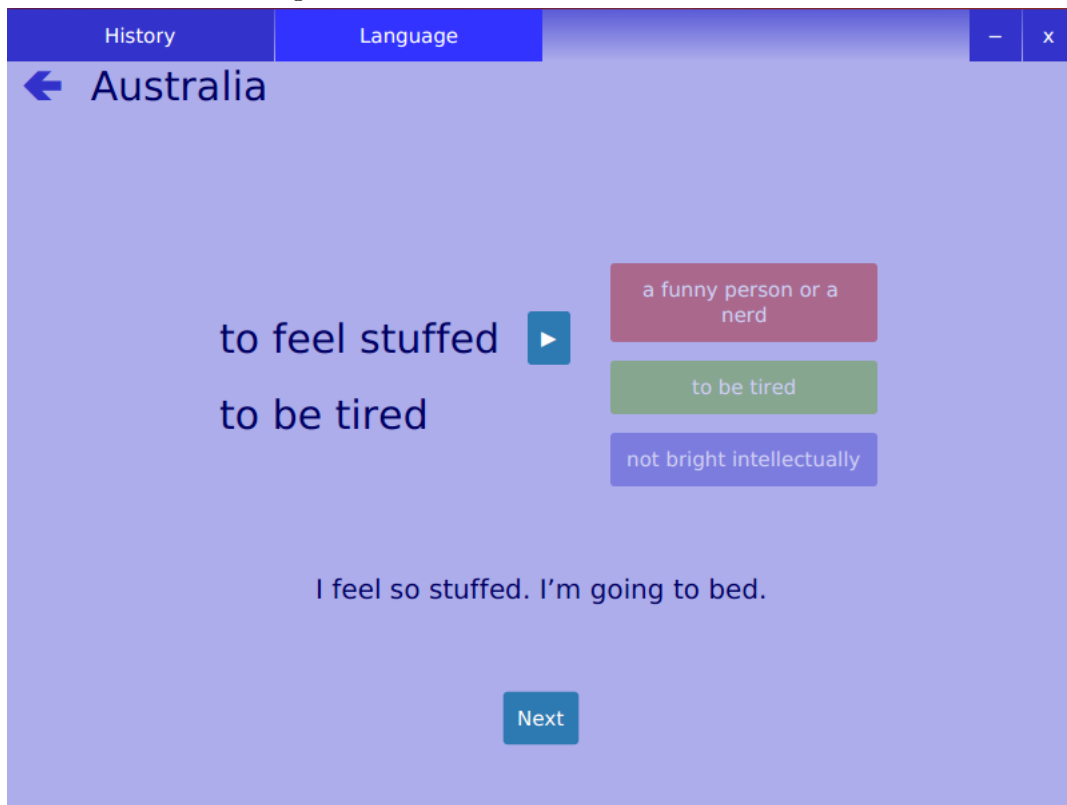 History
Language
– x
Australia
to feel stuffed
to be tired
a funny person or a
nerd
to be tired
not bright intellectually
I feel so stuffed. I’m going to bed.
Next